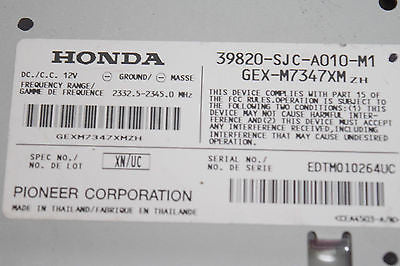 HONDA
39820-SJC-A010-M1
GEX-M7347XM ZH
DC./C.C. 12V ⊖ GROUND/⊖ MASSE
FREQUENCY RANGE/
GAMME DE FRÉQUENCE 2332.5-2345.0 MHz
GEXM7347XMZH
THIS DEVICE COMPLIES WITH PART 15 OF
THE FCC RULES.OPERATION IS SUBJECT TO
THE FOLLOWING TWO CONDITIONS:(1)THIS
DEVICE MAY NOT CAUSE HARMFUL INTER-
FERENCE,AND(2) THIS DEVICE MUST
ACCEPT ANY INTERFERENCE RECEIVED,
INCLUDING INTERFERENCE THAT MAY
CAUSE UNDESIRED OPERATION.
SPEC NO./
NO. DE LOT
XN/UC
SERIAL NO./
NO. DE SERIE
EDTM010264UC
PIONEER CORPORATION
MADE IN THAILAND/FABRIQUE EN THAILANDE
<CEA4503-A/N>